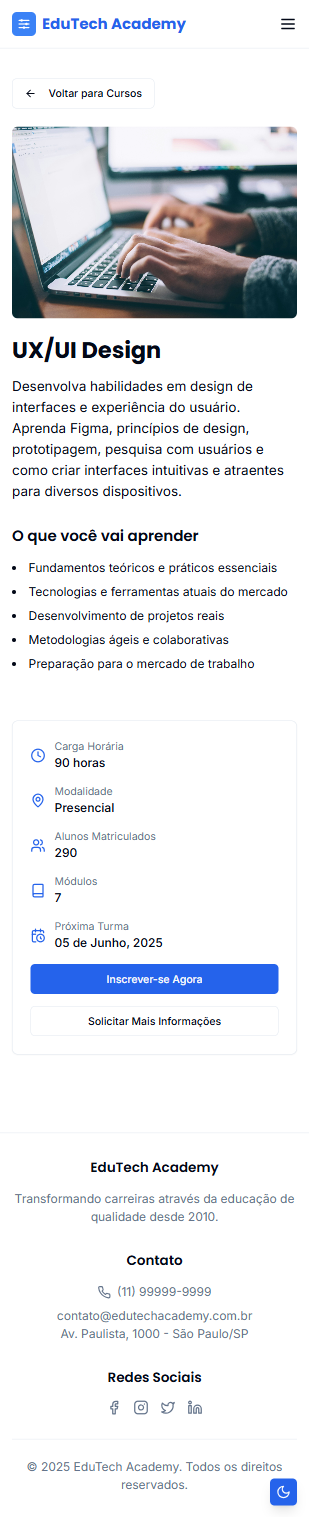 EduTech Academy
Voltar para Cursos
UX/UI Design
Desenvolva habilidades em design de
interfaces e experiência do usuário.
Aprenda Figma, princípios de design,
prototipagem, pesquisa com usuários e
como criar interfaces intuitivas e atraentes
para diversos dispositivos.
O que você vai aprender
• Fundamentos teóricos e práticos essenciais
• Tecnologias e ferramentas atuais do mercado
• Desenvolvimento de projetos reais
• Metodologias ágeis e colaborativas
• Preparação para o mercado de trabalho
Carga Horária
90 horas
Modalidade
Presencial
Alunos Matriculados
290
Módulos
7
Próxima Turma
05 de Junho, 2025
Inscrever-se Agora
Solicitar Mais Informações
EduTech Academy
Transformando carreiras através da educação de
qualidade desde 2010.
Contato
(11) 99999-9999
contato@edutechacademy.com.br
Av. Paulista, 1000 - São Paulo/SP
Redes Sociais
© 2025 EduTech Academy. Todos os direitos
reservados.